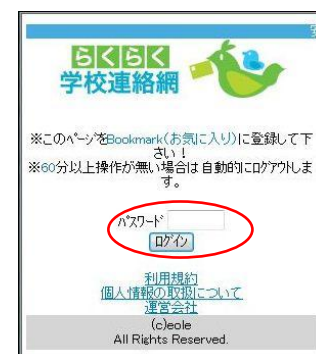 らくらく
学校連絡網
※このページをBookmark(お気に入り)に登録して下
さい！
※60分以上操作が無い場合は自動的にログアウトしま
す。
パスワード
ログイン
利用規約
個人情報の取扱について
運営会社
(c)eole
All Rights Reserved.